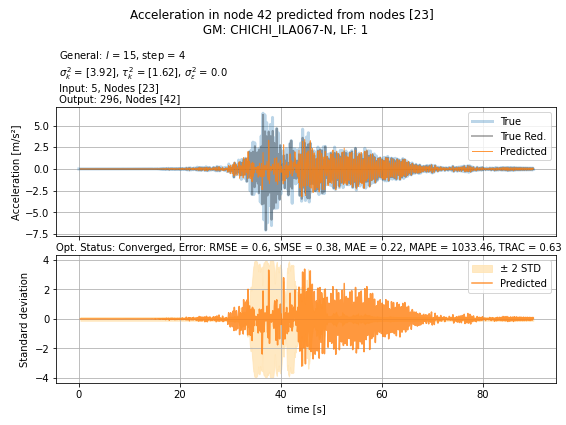 Acceleration in node 42 predicted from nodes [23]
GM: CHICHI_ILA067-N, LF: 1
General: l = 15, step = 4
σ²ₖ = [3.92], τ²ₖ = [1.62], σ²ₑ = 0.0
Input: 5, Nodes [23]
Output: 296, Nodes [42]
Acceleration [m/s²]
5.0
2.5
0.0
−2.5
−5.0
−7.5
True
True Red.
Predicted
Opt. Status: Converged, Error: RMSE = 0.6, SMSE = 0.38, MAE = 0.22, MAPE = 1033.46, TRAC = 0.63
Standard deviation
4
2
0
−2
−4
± 2 STD
Predicted
0 20 40 60 80
time [s]